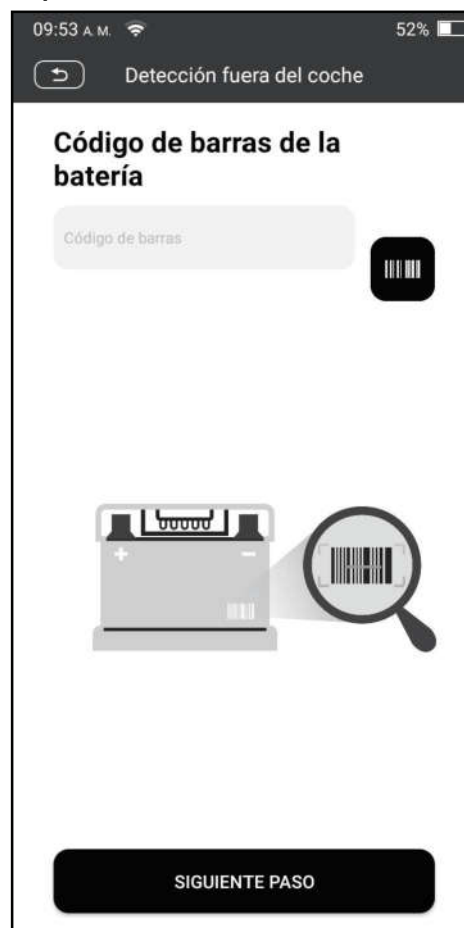 09:53 A. M. 52%
Detección fuera del coche
Código de barras de la
batería
Código de barras
+ −
SIGUIENTE PASO